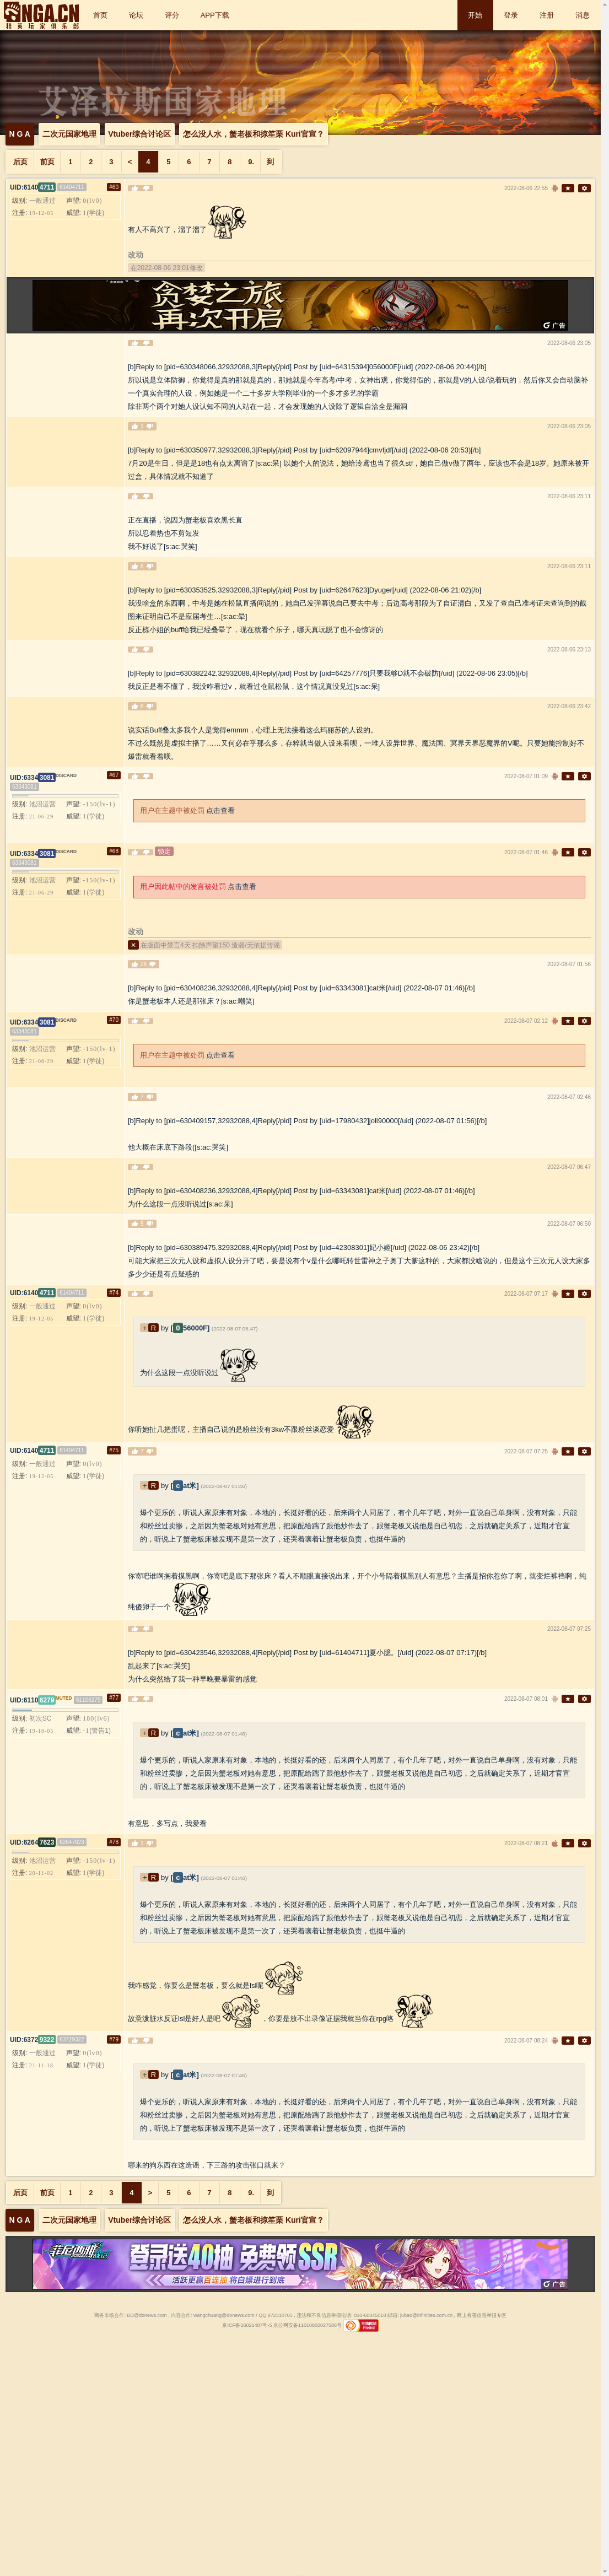 NGA.CN
精英玩家俱乐部
首页 论坛 评分 APP下载 开始 登录 注册 消息
艾泽拉斯国家地理
NGA 二次元国家地理 Vtuber综合讨论区 怎么没人水，蟹老板和掠笙栗 Kuri官宣？
后页 前页 1 2 3 < 4 5 6 7 8 9. 到
UID:61404711 61404711 #60
2022-08-06 22:55
级别: 一般通过 声望: 0(lv0)
注册: 19-12-05 威望: 1(学徒)
有人不高兴了，溜了溜了
改动
在2022-08-06 23:01修改
贪梦之旅
再次开启
广告
2022-08-06 23:05
[b]Reply to [pid=630348066,32932088,3]Reply[/pid] Post by [uid=64315394]056000F[/uid] (2022-08-06 20:44)[/b]
所以说是立体防御，你觉得是真的那就是真的，那她就是今年高考/中考，女神出观，你觉得假的，那就是V的人设/说着玩的，然后你又会自动脑补一个真实合理的人设，例如她是一个二十多岁大学刚毕业的一个多才多艺的学霸
除非两个两个对她人设认知不同的人站在一起，才会发现她的人设除了逻辑自洽全是漏洞
1
2022-08-06 23:05
[b]Reply to [pid=630350977,32932088,3]Reply[/pid] Post by [uid=62097944]cmvfjdf[/uid] (2022-08-06 20:53)[/b]
7月20是生日，但是是18也有点太离谱了[s:ac:呆] 以她个人的说法，她给泠鸢也当了很久stf，她自己做v做了两年，应该也不会是18岁。她原来被开过盒，具体情况就不知道了
2022-08-06 23:11
正在直播，说因为蟹老板喜欢黑长直
所以忍着热也不剪短发
我不好说了[s:ac:哭笑]
2022-08-06 23:11
[b]Reply to [pid=630353525,32932088,3]Reply[/pid] Post by [uid=62647623]Dyuger[/uid] (2022-08-06 21:02)[/b]
我没啥盒的东西啊，中考是她在松鼠直播间说的，她自己发弹幕说自己要去中考；后边高考那段为了自证清白，又发了查自己准考证未查询到的截图来证明自己不是应届考生…[s:ac:晕]
反正椋小姐的buff给我已经叠晕了，现在就看个乐子，哪天真玩脱了也不会惊讶的
2022-08-06 23:13
[b]Reply to [pid=630382242,32932088,4]Reply[/pid] Post by [uid=64257776]只要我够D就不会破防[/uid] (2022-08-06 23:05)[/b]
我反正是看不懂了，我没咋看过v，就看过仓鼠松鼠，这个情况真没见过[s:ac:呆]
2022-08-06 23:42
说实话Buff叠太多我个人是觉得emmm，心理上无法接着这么玛丽苏的人设的。
不过么既然是虚拟主播了……又何必在乎那么多，存粹就当做人设来看呗，一堆人设异世界、魔法国、冥界天界恶魔界的V呢。只要她能控制好不爆雷就看着呗。
UID:63343081 DISCARD #67
63343081
2022-08-07 01:09
级别: 池沼运营 声望: -150(lv-1)
注册: 21-08-29 威望: 1(学徒)
用户在主题中被处罚 点击查看
UID:63343081 DISCARD #68
63343081
锁定
2022-08-07 01:46
级别: 池沼运营 声望: -150(lv-1)
注册: 21-08-29 威望: 1(学徒)
用户因此帖中的发言被处罚 点击查看
改动
在版面中禁言4天 扣除声望150 造谣/无依据传谣
2022-08-07 01:56
[b]Reply to [pid=630408236,32932088,4]Reply[/pid] Post by [uid=63343081]cat米[/uid] (2022-08-07 01:46)[/b]
你是蟹老板本人还是那张床？[s:ac:嘲笑]
UID:63343081 DISCARD #70
63343081
2022-08-07 02:12
级别: 池沼运营 声望: -150(lv-1)
注册: 21-08-29 威望: 1(学徒)
用户在主题中被处罚 点击查看
2022-08-07 02:46
[b]Reply to [pid=630409157,32932088,4]Reply[/pid] Post by [uid=17980432]joll90000[/uid] (2022-08-07 01:56)[/b]
他大概在床底下路段([s:ac:哭笑]
2022-08-07 06:47
[b]Reply to [pid=630408236,32932088,4]Reply[/pid] Post by [uid=63343081]cat米[/uid] (2022-08-07 01:46)[/b]
为什么这段一点没听说过[s:ac:呆]
2022-08-07 06:50
[b]Reply to [pid=630389475,32932088,4]Reply[/pid] Post by [uid=42308301]妃小姬[/uid] (2022-08-06 23:42)[/b]
可能大家把三次元人设和虚拟人设分开了吧，要是说有个v是什么哪吒转世雷神之子奥丁大爹这种的，大家都没啥说的，但是这个三次元人设大家多多少少还是有点疑惑的
UID:61404711 61404711 #74
2022-08-07 07:17
级别: 一般通过 声望: 0(lv0)
注册: 19-12-05 威望: 1(学徒)
+ R by [056000F] (2022-08-07 06:47)
为什么这段一点没听说过
你听她扯几把蛋呢，主播自己说的是粉丝没有3kw不跟粉丝谈恋爱
UID:61404711 61404711 #75
2022-08-07 07:25
级别: 一般通过 声望: 0(lv0)
注册: 19-12-05 威望: 1(学徒)
+ R by [cat米] (2022-08-07 01:46)
爆个更乐的，听说人家原来有对象，本地的，长挺好看的还，后来两个人同居了，有个几年了吧，对外一直说自己单身啊，没有对象，只能和粉丝过卖惨，之后因为蟹老板对她有意思，把原配给踹了跟他炒作去了，跟蟹老板又说他是自己初恋，之后就确定关系了，近期才官宣的，听说上了蟹老板床被发现不是第一次了，还哭着嚷着让蟹老板负责，也挺牛逼的
你寄吧谁啊搁着摸黑啊，你寄吧是底下那张床？看人不顺眼直接说出来，开个小号隔着摸黑别人有意思？主播是招你惹你了啊，就变烂裤裆啊，纯纯傻卵子一个
2022-08-07 07:25
[b]Reply to [pid=630423546,32932088,4]Reply[/pid] Post by [uid=61404711]夏小臆。[/uid] (2022-08-07 07:17)[/b]
乱起来了[s:ac:哭笑]
为什么突然给了我一种早晚要暴雷的感觉
UID:61106279 MUTED 61106279 #77
2022-08-07 08:01
级别: 初次SC 声望: 180(lv6)
注册: 19-10-05 威望: -1(警告1)
+ R by [cat米] (2022-08-07 01:46)
爆个更乐的，听说人家原来有对象，本地的，长挺好看的还，后来两个人同居了，有个几年了吧，对外一直说自己单身啊，没有对象，只能和粉丝过卖惨，之后因为蟹老板对她有意思，把原配给踹了跟他炒作去了，跟蟹老板又说他是自己初恋，之后就确定关系了，近期才官宣的，听说上了蟹老板床被发现不是第一次了，还哭着嚷着让蟹老板负责，也挺牛逼的
有意思，多写点，我爱看
UID:62647623 62647623 #78
2022-08-07 08:21
级别: 池沼运营 声望: -150(lv-1)
注册: 20-11-02 威望: 1(学徒)
+ R by [cat米] (2022-08-07 01:46)
爆个更乐的，听说人家原来有对象，本地的，长挺好看的还，后来两个人同居了，有个几年了吧，对外一直说自己单身啊，没有对象，只能和粉丝过卖惨，之后因为蟹老板对她有意思，把原配给踹了跟他炒作去了，跟蟹老板又说他是自己初恋，之后就确定关系了，近期才官宣的，听说上了蟹老板床被发现不是第一次了，还哭着嚷着让蟹老板负责，也挺牛逼的
我咋感觉，你要么是蟹老板，要么就是lsl呢
故意泼脏水反证lsl是好人是吧 ，你要是放不出录像证据我就当你在rpg咯
UID:63729322 63729322 #79
2022-08-07 08:24
级别: 一般通过 声望: 0(lv0)
注册: 21-11-18 威望: 1(学徒)
+ R by [cat米] (2022-08-07 01:46)
爆个更乐的，听说人家原来有对象，本地的，长挺好看的还，后来两个人同居了，有个几年了吧，对外一直说自己单身啊，没有对象，只能和粉丝过卖惨，之后因为蟹老板对她有意思，把原配给踹了跟他炒作去了，跟蟹老板又说他是自己初恋，之后就确定关系了，近期才官宣的，听说上了蟹老板床被发现不是第一次了，还哭着嚷着让蟹老板负责，也挺牛逼的
哪来的狗东西在这造谣，下三路的攻击张口就来？
后页 前页 1 2 3 4 > 5 6 7 8 9. 到
NGA 二次元国家地理 Vtuber综合讨论区 怎么没人水，蟹老板和掠笙栗 Kuri官宣？
菲尼西雅战记 登录送40抽 免费领SSR
活跃更赢百连抽 将白嫖进行到底
广告